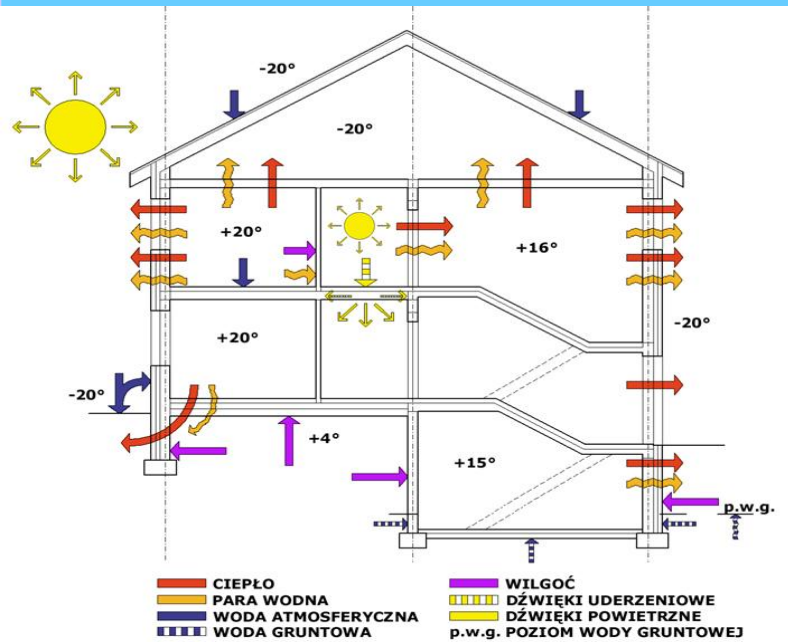 -20°
-20°
+20°
+16°
+20°
-20°
-20°
+4°
+15°
p.w.g.
CIEPŁO
PARA WODNA
WODA ATMOSFERYCZNA
WODA GRUNTOWA
WILGOĆ
DŹWIĘKI UDERZENIOWE
DŹWIĘKI POWIETRZNE
p.w.g. POZIOM WODY GRUNTOWEJ